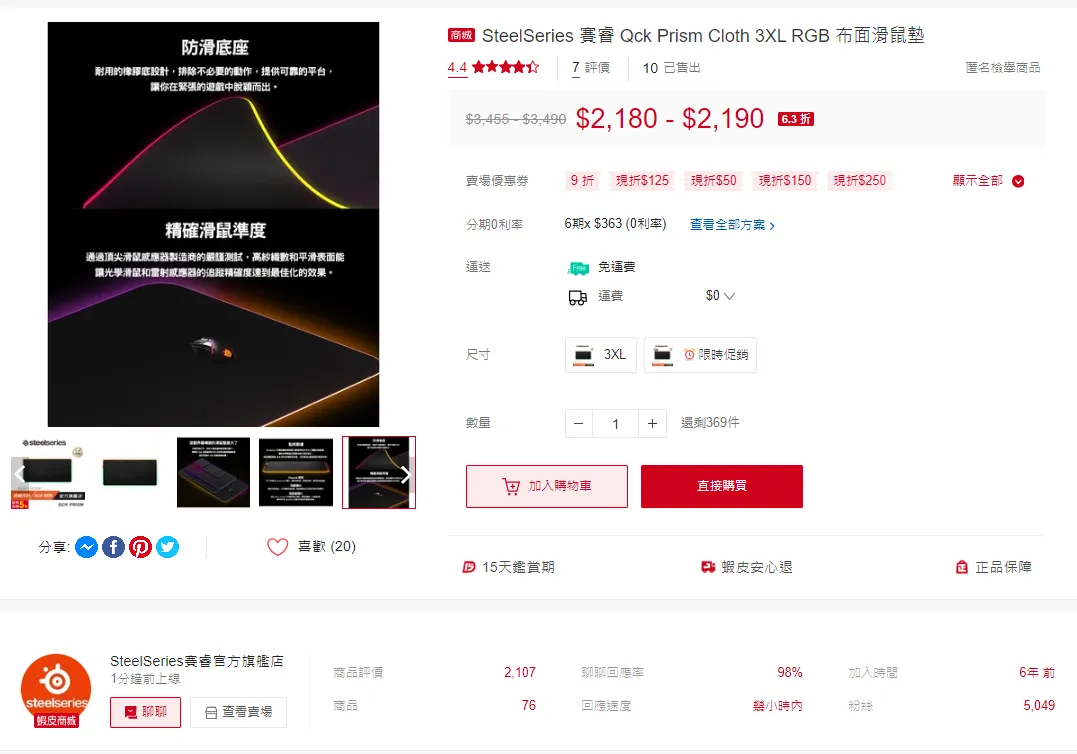 防滑底座
耐用的橡膠底設計，排除不必要的動作，提供可靠的平台，
讓你在緊張的遊戲中脫穎而出。
精確滑鼠準度
通過頂尖滑鼠感應器製造商的嚴謹測試，高紗織數和平滑表面能
讓光學滑鼠和雷射感應器的追蹤精確度達到最佳化的效果。
steelseries
QCK PRISM
分享:
喜歡 (20)
商城 SteelSeries 賽睿 Qck Prism Cloth 3XL RGB 布面滑鼠墊
4.4 7 評價 10 已售出 匿名檢舉商品
$3,455 - $3,490 $2,180 - $2,190 6.3 折
賣場優惠券 9 折 現折$125 現折$50 現折$150 現折$250 顯示全部
分期0利率 6期x $363 (0利率) 查看全部方案
運送 Free 免運費
運費 $0
尺寸 3XL 限時促銷
數量 1 還剩369件
加入購物車 直接購買
15天鑑賞期 蝦皮安心退 正品保障
steelseries
蝦皮商城
SteelSeries賽睿官方旗艦店
1分鐘前上線
聊聊 查看賣場
商品評價 2,107 聊聊回應率 98% 加入時間 6年 前
商品 76 回應速度 幾小時內 粉絲 5,049